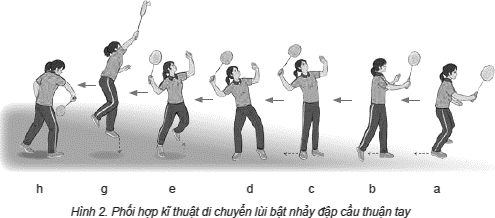 h g e d c b a
Hình 2. Phối hợp kĩ thuật di chuyển lùi bật nhảy đập cầu thuận tay